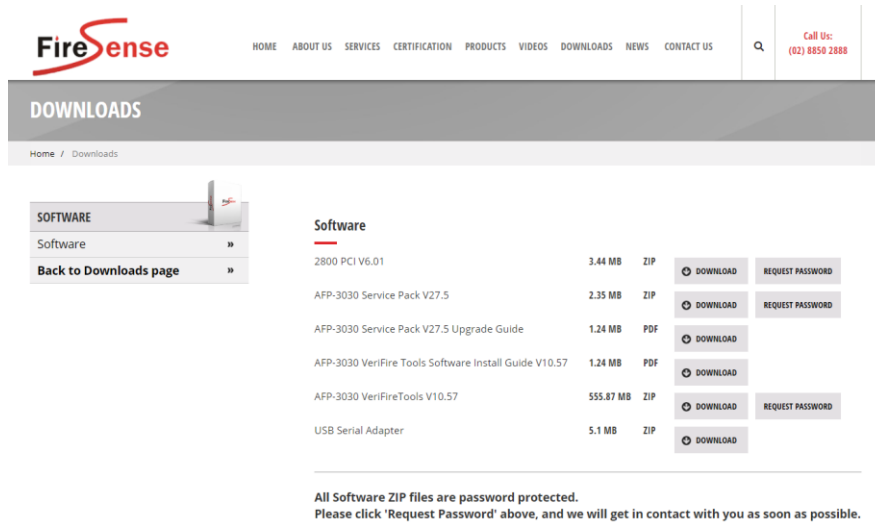 FireSense
HOME ABOUT US SERVICES CERTIFICATION PRODUCTS VIDEOS DOWNLOADS NEWS CONTACT US
Call Us:
(02) 8850 2888
DOWNLOADS
Home / Downloads
SOFTWARE
Software »
Back to Downloads page »
Software
2800 PCI V6.01 3.44 MB ZIP DOWNLOAD REQUEST PASSWORD
AFP-3030 Service Pack V27.5 2.35 MB ZIP DOWNLOAD REQUEST PASSWORD
AFP-3030 Service Pack V27.5 Upgrade Guide 1.24 MB PDF DOWNLOAD
AFP-3030 VeriFire Tools Software Install Guide V10.57 1.24 MB PDF DOWNLOAD
AFP-3030 VeriFireTools V10.57 555.87 MB ZIP DOWNLOAD REQUEST PASSWORD
USB Serial Adapter 5.1 MB ZIP DOWNLOAD
All Software ZIP files are password protected.
Please click 'Request Password' above, and we will get in contact with you as soon as possible.